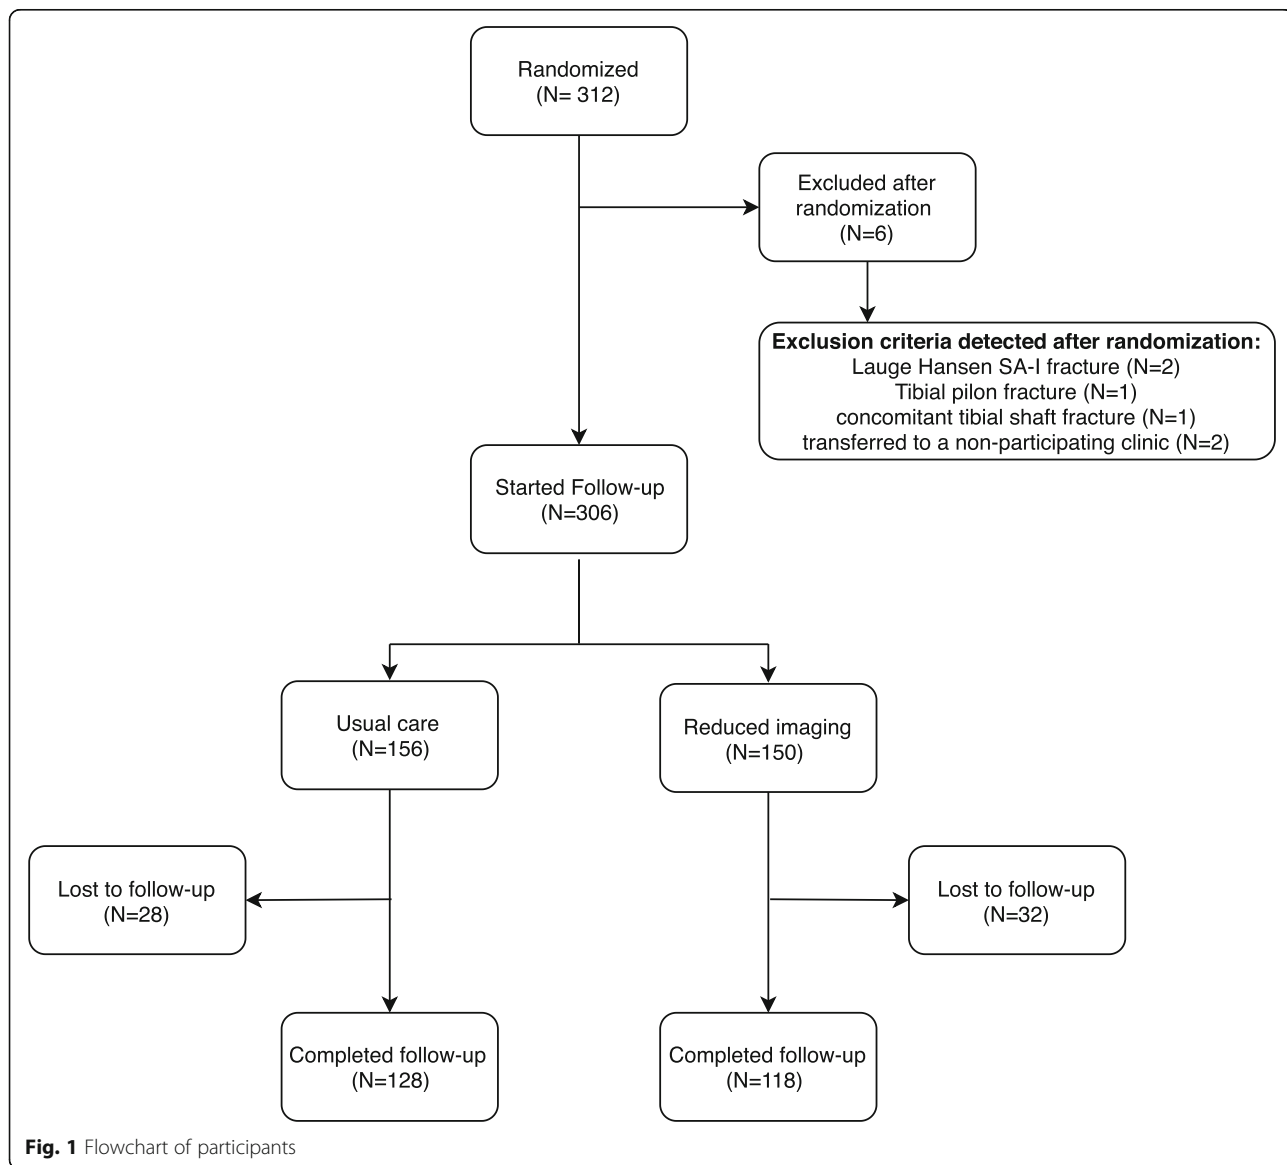 Randomized
(N= 312)
Excluded after
randomization
(N=6)
Exclusion criteria detected after randomization:
Lauge Hansen SA-I fracture (N=2)
Tibial pilon fracture (N=1)
concomitant tibial shaft fracture (N=1)
transferred to a non-participating clinic (N=2)
Started Follow-up
(N=306)
Usual care
(N=156)
Reduced imaging
(N=150)
Lost to follow-up
(N=28)
Lost to follow-up
(N=32)
Completed follow-up
(N=128)
Completed follow-up
(N=118)
Fig. 1 Flowchart of participants